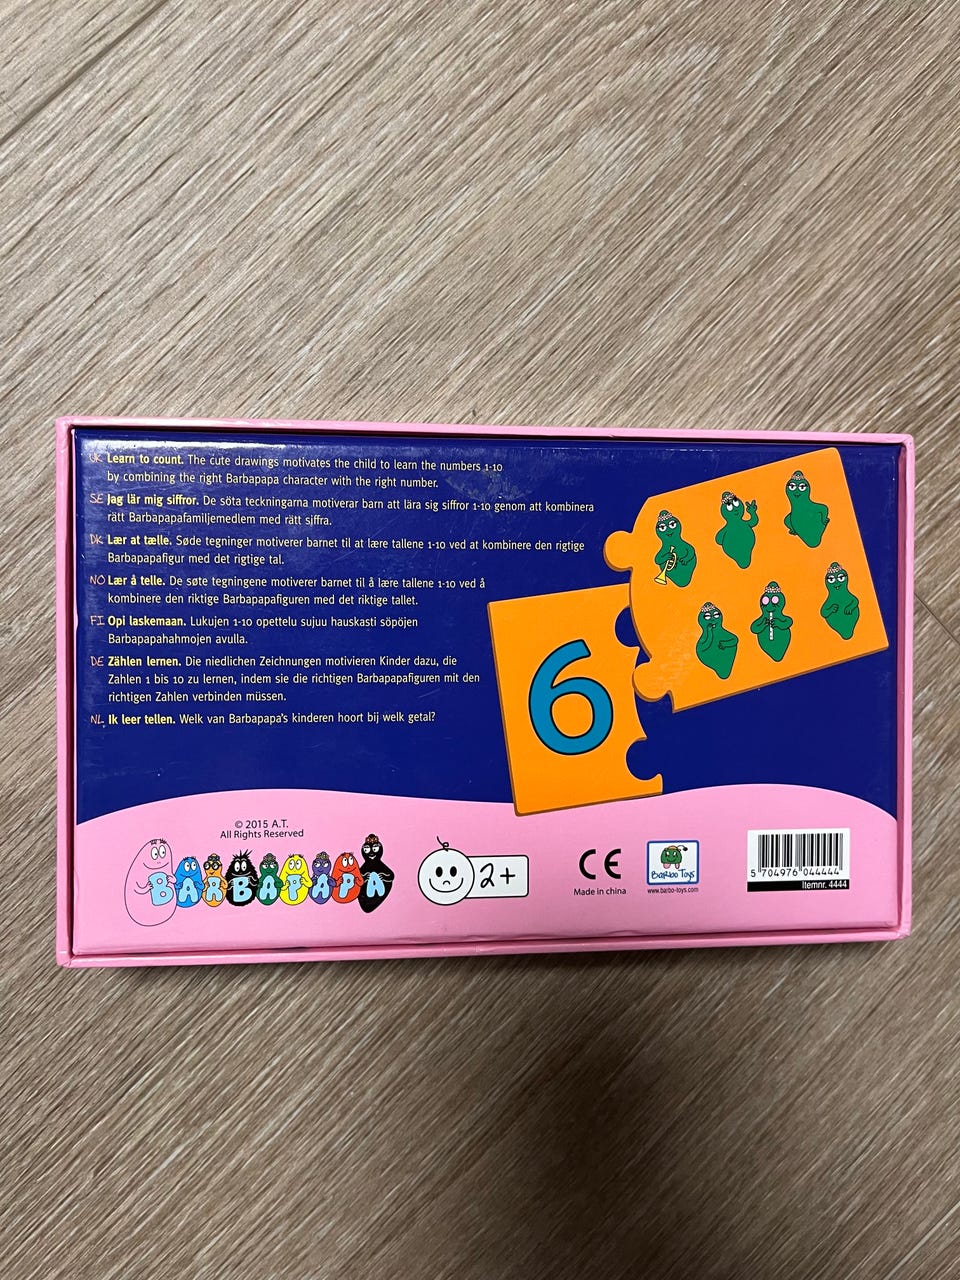 UK Learn to count. The cute drawings motivates the child to learn the numbers 1-10
by combining the right Barbapapa character with the right number.
SE Jag lär mig siffror. De söta teckningarna motiverar barn att lära sig siffror 1-10 genom att kombinera
rätt Barbapapafamiljemedlem med rätt sjffra.
DK Lær at tælle. Søde tegninger motiverer barnet til at lære tallene 1-10 ved at kombinere den rigtige
Barbapapafigur med det rigtige tal.
NO Lær å telle. De søte tegningene motiverer barnet til å lære tallene 1-10 ved å
kombinere den riktige Barbapapafiguren med det riktige tallet.
FI Opi laskemaan. Lukujen 1-10 opettelu sujuu hauskasti söpöjen
Barbapapahahmojen avulla.
DE Zählen lernen. Die niedlichen Zeichnungen motivieren Kinder dazu, die
Zahlen 1 bis 10 zu lernen, indem sie die richtigen Barbapapafiguren mit den
richtigen Zahlen verbinden müssen.
NL Ik leer tellen. Welk van Barbapapa's kinderen hoort bij welk getal?
6
© 2015 A.T.
All Rights Reserved
BARBAPAPA
2+
CE
Made in china
Barbo Toys
www.barbo-toys.com
5 704976 044444
Itemnr. 4444